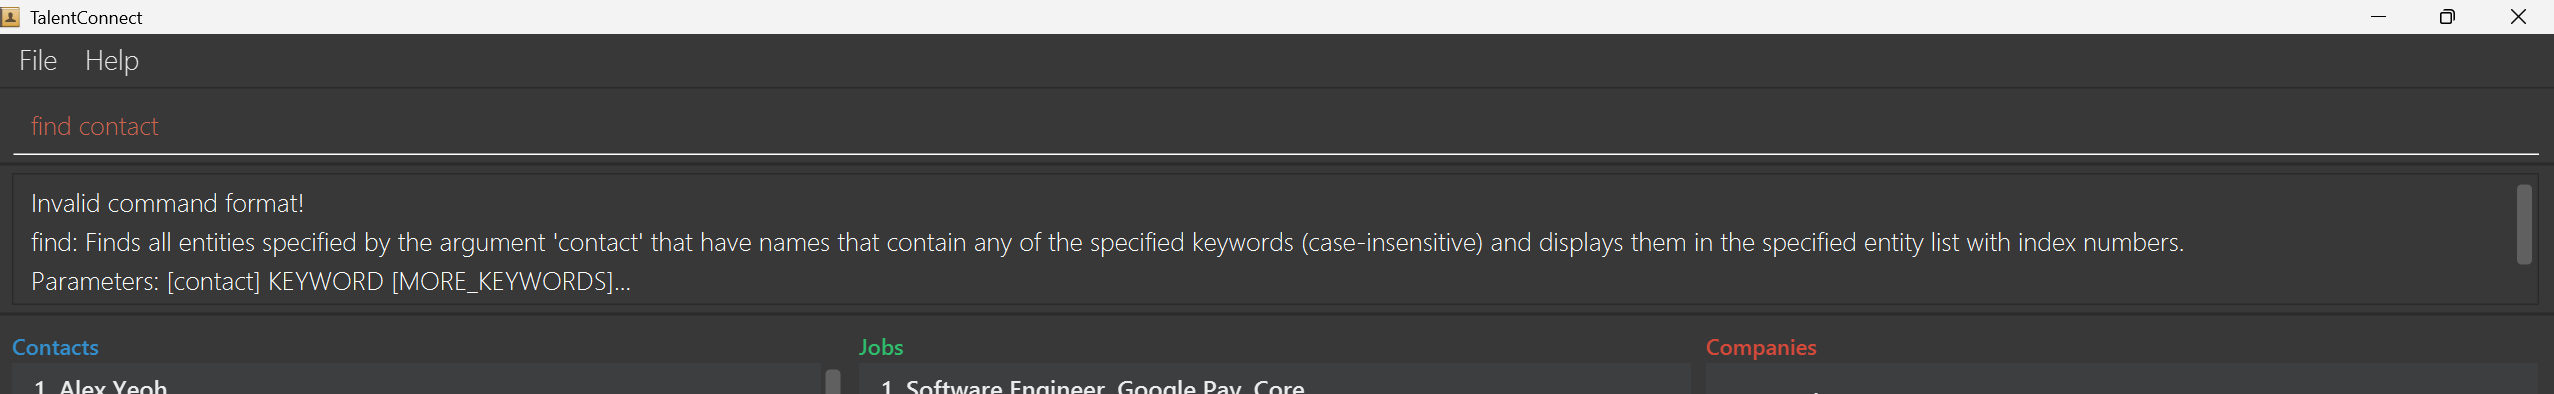 TalentConnect
File Help
find contact
Invalid command format!
find: Finds all entities specified by the argument 'contact' that have names that contain any of the specified keywords (case-insensitive) and displays them in the specified entity list with index numbers.
Parameters: [contact] KEYWORD [MORE_KEYWORDS]...
Contacts Jobs Companies
1. Alex Yeoh 1. Software Engineer, Google Pay, Core